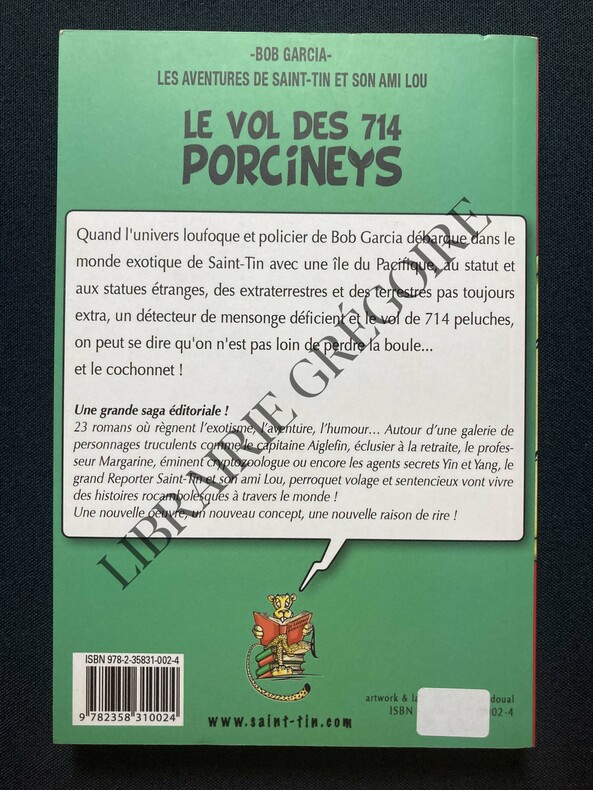 -BOB GARCIA-
LES AVENTURES DE SAINT-TIN ET SON AMI LOU
LE VOL DES 714
PORCiNEYS
Quand l'univers loufoque et policier de Bob Garcia débarque dans le
monde exotique de Saint-Tin avec une île du Pacifique, au statut et
aux statues étranges, des extraterrestres et des terrestres pas toujours
extra, un détecteur de mensonge déficient et le vol de 714 peluches,
on peut se dire qu'on n'est pas loin de perdre la boule...
et le cochonnet !
Une grande saga éditoriale !
23 romans où règnent l'exotisme, l'aventure, l'humour... Autour d'une galerie de
personnages truculents comme le capitaine Aiglefin, éclusier à la retraite, le profes-
seur Margarine, éminent cryptozoologue ou encore les agents secrets Yin et Yang, le
grand Reporter Saint-Tin et son ami Lou, perroquet volage et sentencieux vont vivre
des histoires rocambolesques à travers le monde !
Une nouvelle oeuvre, un nouveau concept, une nouvelle raison de rire !
LIBRAIRIE GRÉGOIRE
ISBN 978-2-35831-002-4
9 782358 310024
www.saint-tin.com
artwork & la doual
ISBN 002-4